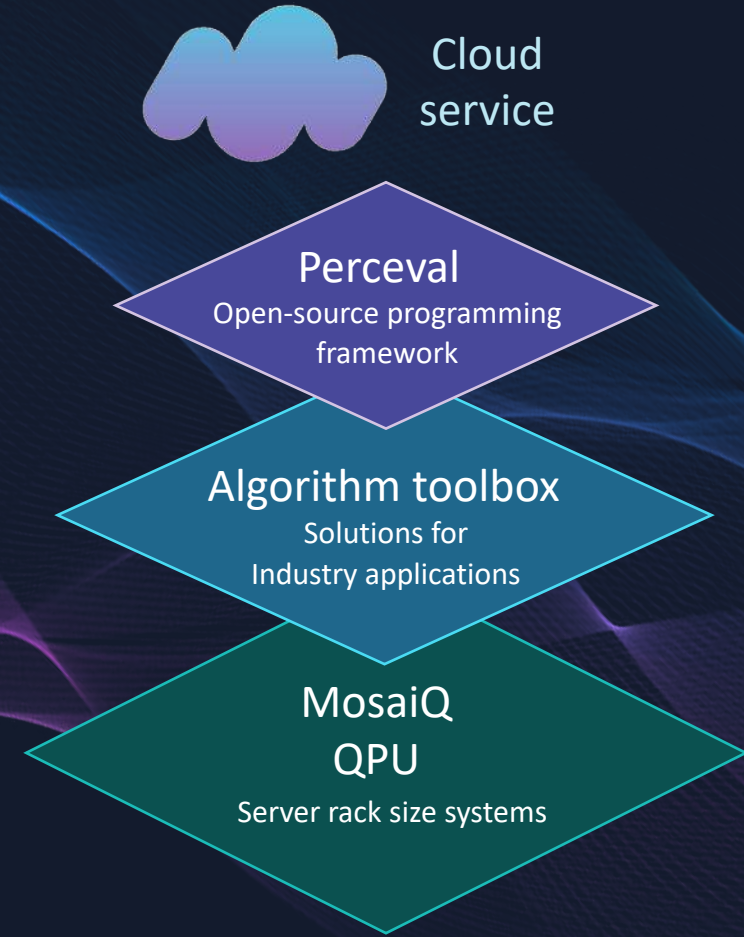 Cloud
service
Perceval
Open-source programming
framework
Algorithm toolbox
Solutions for
Industry applications
MosaiQ
QPU
Server rack size systems